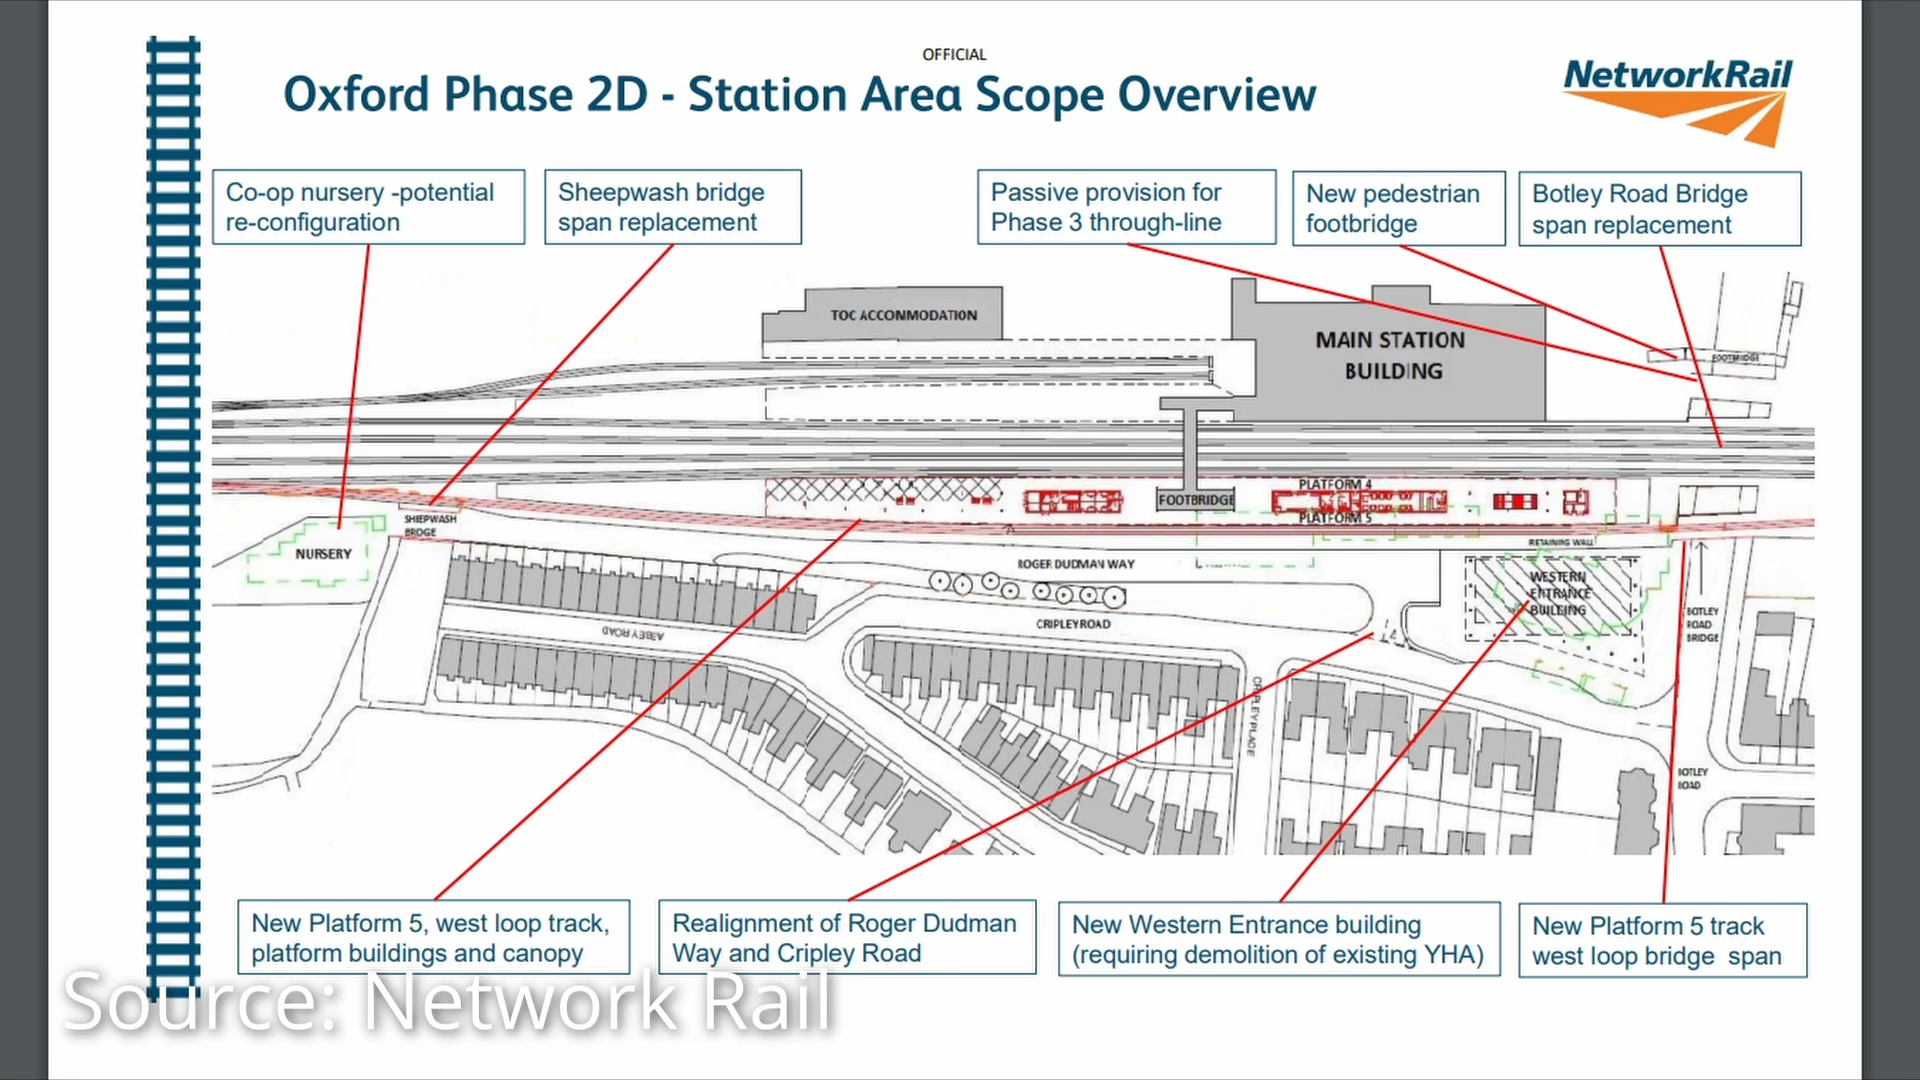 OFFICIAL
Oxford Phase 2D - Station Area Scope Overview
NetworkRail
Co-op nursery -potential
re-configuration
Sheepwash bridge
span replacement
Passive provision for
Phase 3 through-line
New pedestrian
footbridge
Botley Road Bridge
span replacement
TOC ACCOMMODATION
MAIN STATION
BUILDING
FOOTBRIDGE
PLATFORM 4
FOOTBRIDGE
PLATFORM 5
SHEEPWASH
BRIDGE
NURSERY
RETAINING WALL
ROGER DUDMAN WAY
WESTERN
ENTRANCE
BUILDING
CRIPLEY ROAD
ABBEY ROAD
BOTLEY
ROAD
BRIDGE
CRIPLEY PLACE
BOTLEY
ROAD
New Platform 5, west loop track,
platform buildings and canopy
Realignment of Roger Dudman
Way and Cripley Road
New Western Entrance building
(requiring demolition of existing YHA)
New Platform 5 track
west loop bridge span
Source: Network Rail